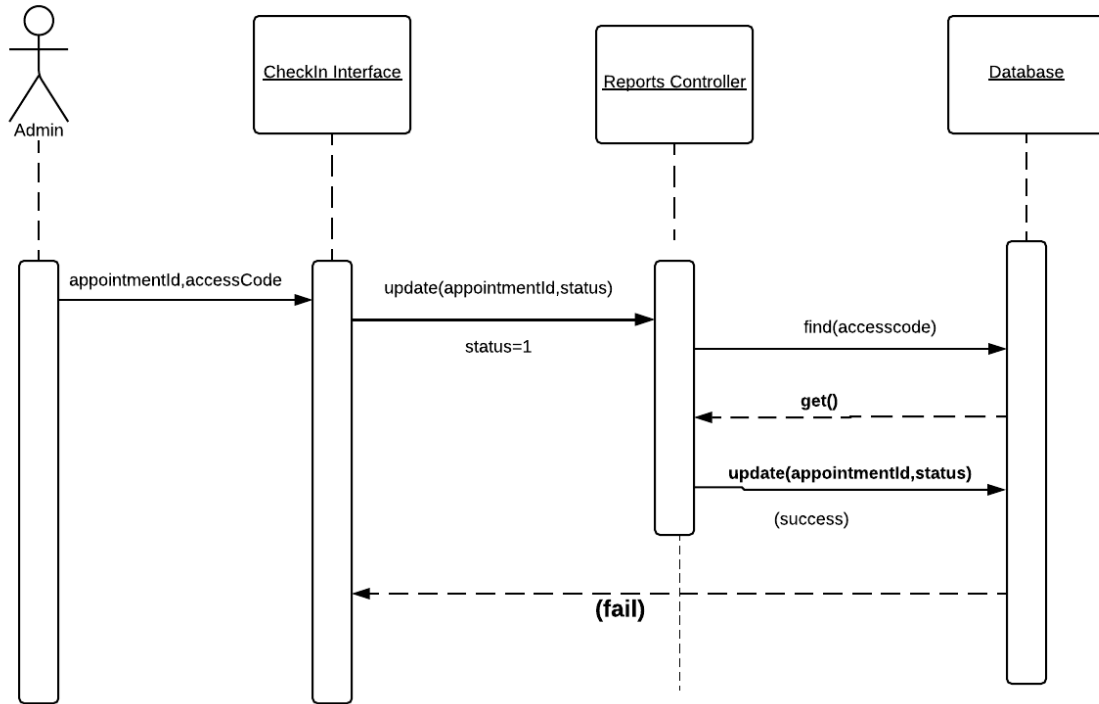 CheckIn Interface
Reports Controller
Database
Admin
appointmentId,accessCode
update(appointmentId,status)
status=1
find(accesscode)
get()
update(appointmentId,status)
(success)
(fail)